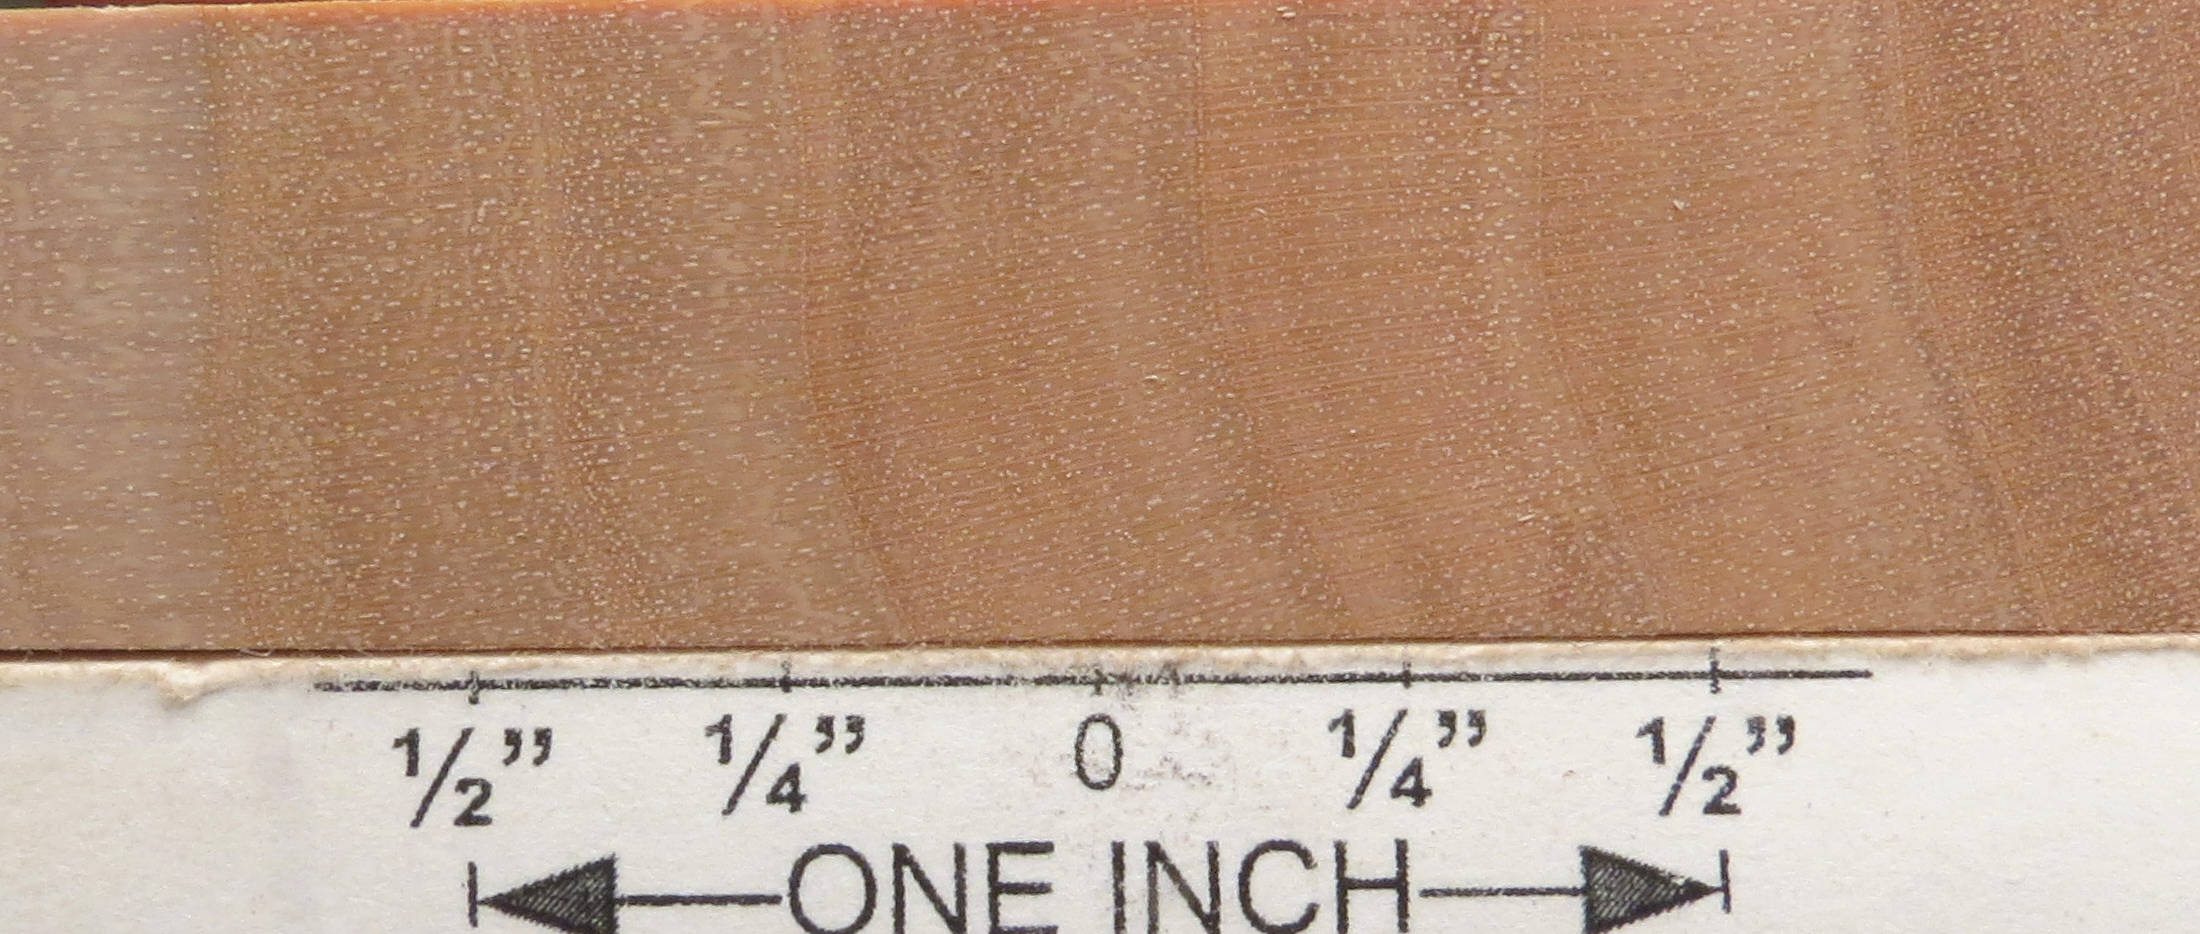 1/2” 1/4” 0 1/4” 1/2”
ONE INCH